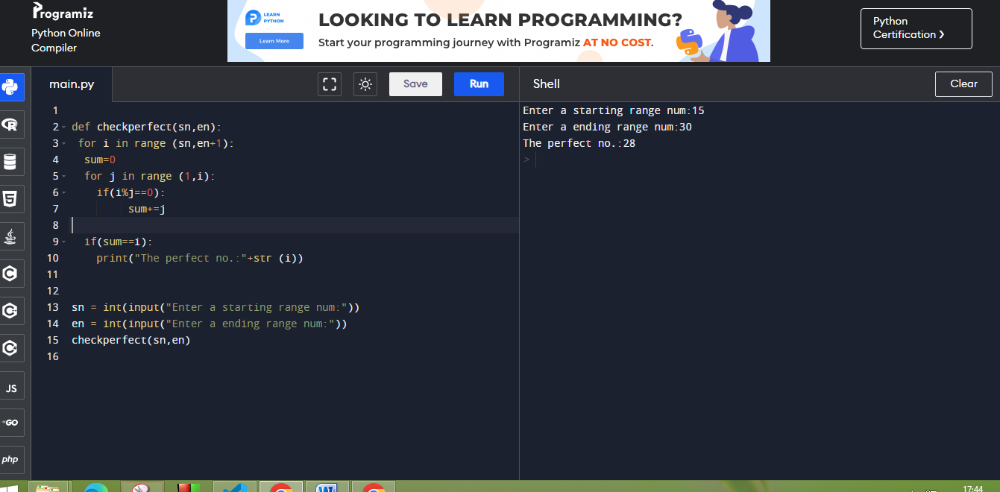 Programiz
Python Online
Compiler
LEARN
PYTHON
Learn More
LOOKING TO LEARN PROGRAMMING?
Start your programming journey with Programiz AT NO COST.
Python
Certification ❯
main.py
Save
Run
Shell
Clear
1
2 def checkperfect(sn,en):
3  for i in range (sn,en+1):
4   sum=0
5   for j in range (1,i):
6     if(i%j==0):
7          sum+=j
8
9   if(sum==i):
10     print("The perfect no.:"+str (i))
11
12
13 sn = int(input("Enter a starting range num:"))
14 en = int(input("Enter a ending range num:"))
15 checkperfect(sn,en)
16
Enter a starting range num:15
Enter a ending range num:30
The perfect no.:28
>
R
5
C
C
C
JS
GO
php
W
17:44